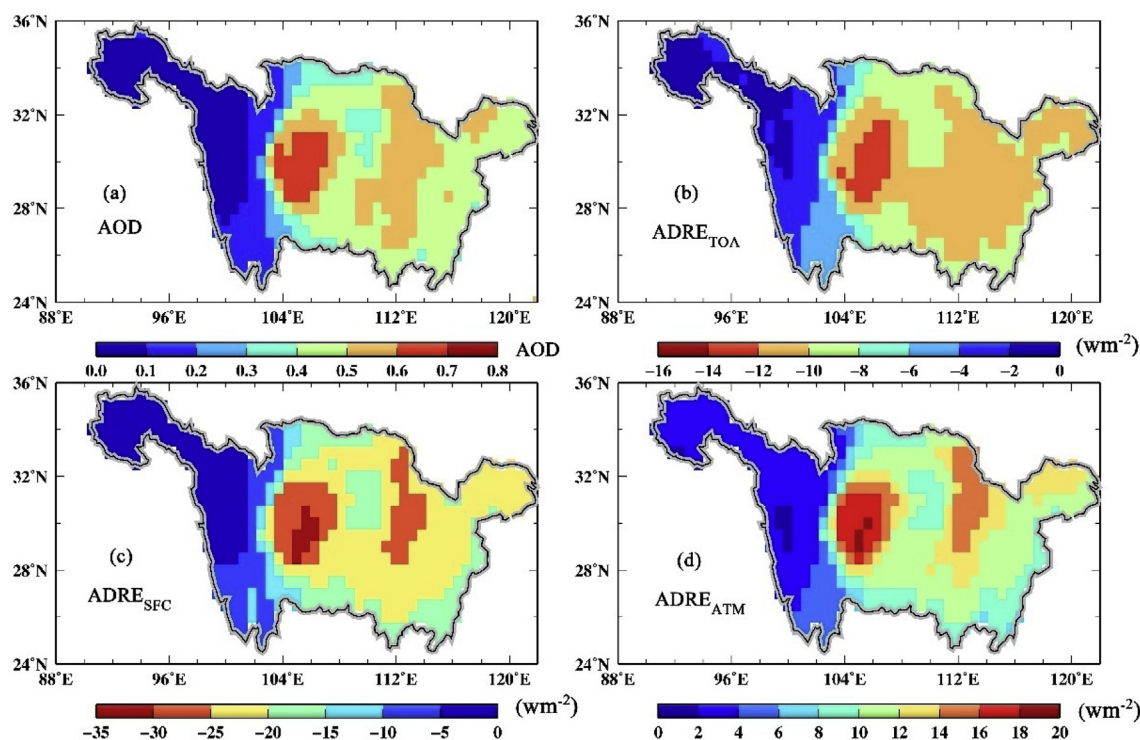 36°N
32°N
28°N
24°N
(a)
AOD
88°E 96°E 104°E 112°E 120°E
0.0 0.1 0.2 0.3 0.4 0.5 0.6 0.7 0.8
AOD
36°N
32°N
28°N
24°N
(b)
ADRE_TOA
88°E 96°E 104°E 112°E 120°E
−16 −14 −12 −10 −8 −6 −4 −2 0
(wm⁻²)
36°N
32°N
28°N
24°N
(c)
ADRE_SFC
88°E 96°E 104°E 112°E 120°E
−35 −30 −25 −20 −15 −10 −5 0
(wm⁻²)
36°N
32°N
28°N
24°N
(d)
ADRE_ATM
88°E 96°E 104°E 112°E 120°E
0 2 4 6 8 10 12 14 16 18 20
(wm⁻²)